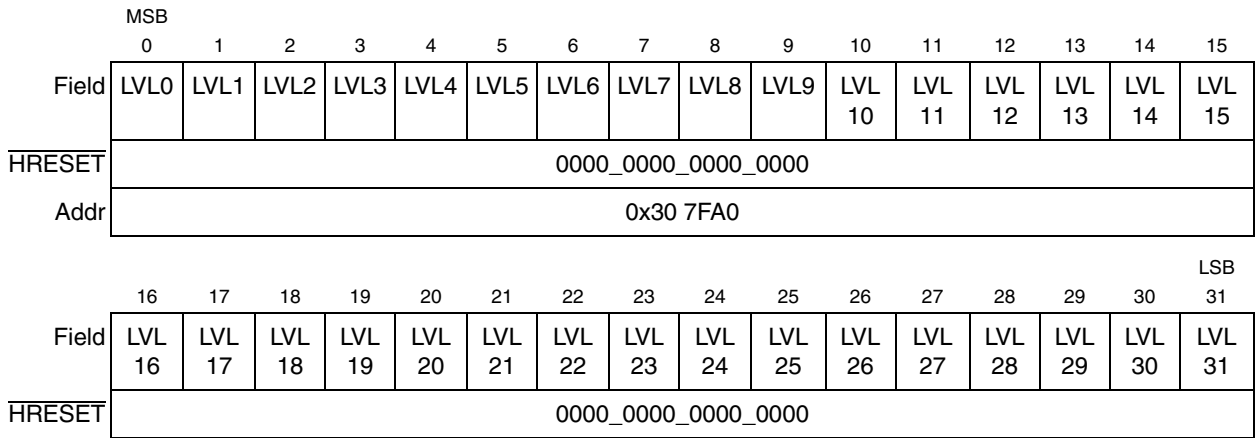 MSB
0 1 2 3 4 5 6 7 8 9 10 11 12 13 14 15
Field LVL0 LVL1 LVL2 LVL3 LVL4 LVL5 LVL6 LVL7 LVL8 LVL9 LVL 10 LVL 11 LVL 12 LVL 13 LVL 14 LVL 15
HRESET 0000_0000_0000_0000
Addr 0x30 7FA0
LSB
16 17 18 19 20 21 22 23 24 25 26 27 28 29 30 31
Field LVL 16 LVL 17 LVL 18 LVL 19 LVL 20 LVL 21 LVL 22 LVL 23 LVL 24 LVL 25 LVL 26 LVL 27 LVL 28 LVL 29 LVL 30 LVL 31
HRESET 0000_0000_0000_0000